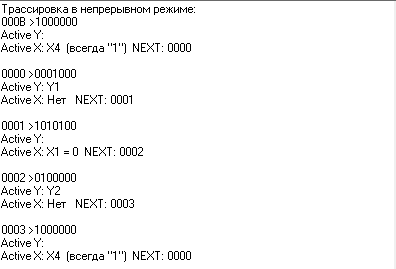 Трассировка в непрерывном режиме:
000B >1000000
Active Y:
Active X: X4 (всегда "1") NEXT: 0000
0000 >0001000
Active Y: Y1
Active X: Нет NEXT: 0001
0001 >1010100
Active Y:
Active X: X1 = 0 NEXT: 0002
0002 >0100000
Active Y: Y2
Active X: Нет NEXT: 0003
0003 >1000000
Active Y:
Active X: X4 (всегда "1") NEXT: 0000